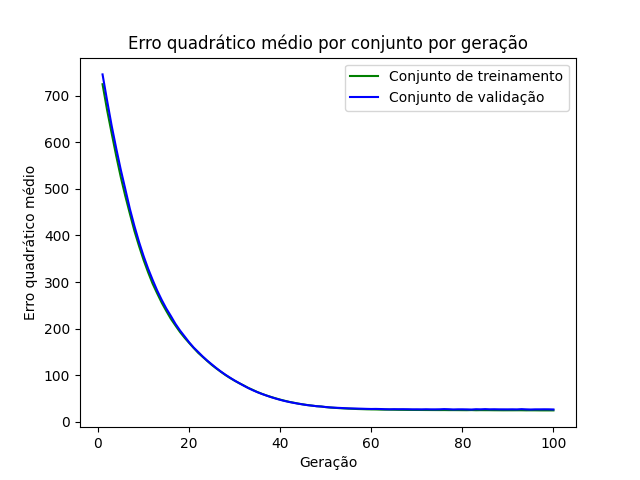 Erro quadrático médio por conjunto por geração
Conjunto de treinamento
Conjunto de validação
Erro quadrático médio
700
600
500
400
300
200
100
0
0 20 40 60 80 100
Geração